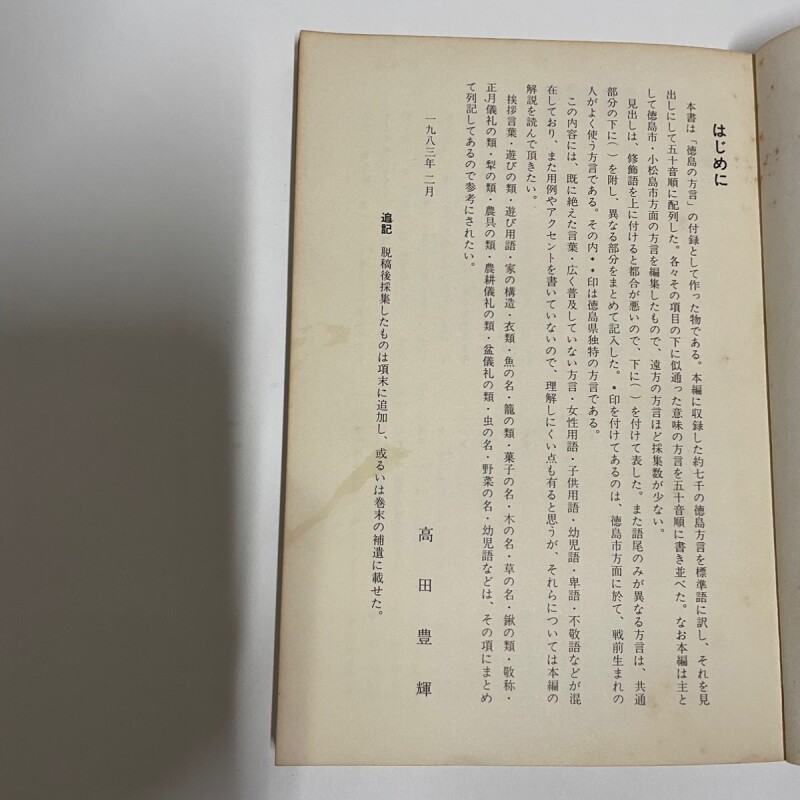 はじめに
本書は「徳島の方言」の付録として作った物である。本編に収録した約七千の徳島方言を標準語に訳し、それを見
出しにして五十音順に配列した。各々その項目の下に似通った意味の方言を五十音順に書き並べた。なお本編は主と
して徳島市・小松島市方面の方言を編集したもので、遠方の方言ほど採集数が少ない。
見出しは、修飾語を上に付けると都合が悪いので、下に( )を付けて表した。また語尾のみが異なる方言は、共通
部分の下に( )を附し、異なる部分をまとめて記入した。•印を付けてあるのは、徳島市方面に於て、戦前生まれの
人がよく使う方言である。その内••印は徳島県独特の方言である。
この内容には、既に絶えた言葉・広く普及していない方言・女性用語・子供用語・幼児語・卑語・不敬語などが混
在しており、また用例やアクセントを書いていないので、理解しにくい点も有ると思うが、それらについては本編の
解説を読んで頂きたい。
挨拶言葉・遊びの類・遊び用語・家の構造・衣類・魚の名・籠の類・菓子の名・木の名・草の名・鍬の類・敬称・
正月儀礼の類・犁の類・農具の類・農耕儀礼の類・盆儀礼の類・虫の名・野菜の名・幼児語などは、その項にまとめ
て列記してあるので参考にされたい。
一九八三年 二月
高田豊輝
追記 脱稿後採集したものは項末に追加し、或るいは巻末の補遺に載せた。